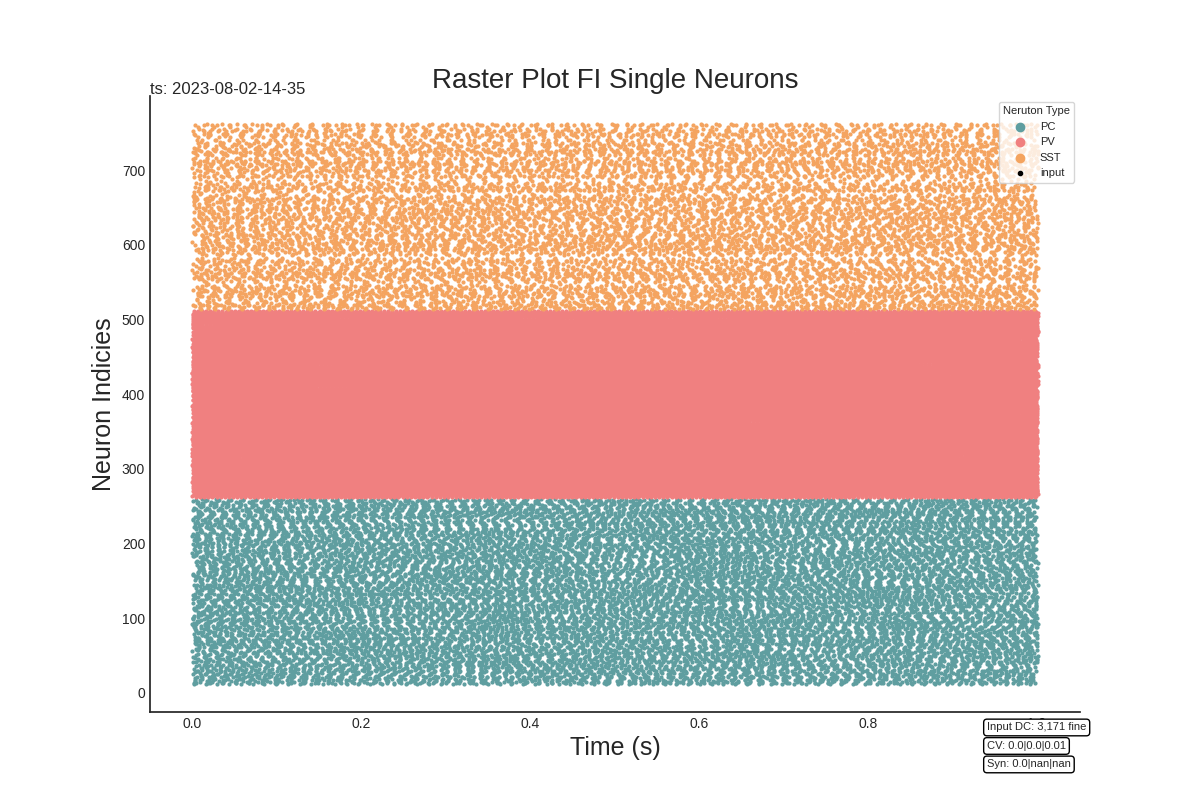 Raster Plot FI Single Neurons
ts: 2023-08-02-14-35
Neruton Type
PC
PV
SST
input
700
600
500
400
300
200
100
0
Neuron Indicies
0.0 0.2 0.4 0.6 0.8
Time (s)
Input DC: 3,171 fine
CV: 0.0|0.0|0.01
Syn: 0.0|nan|nan